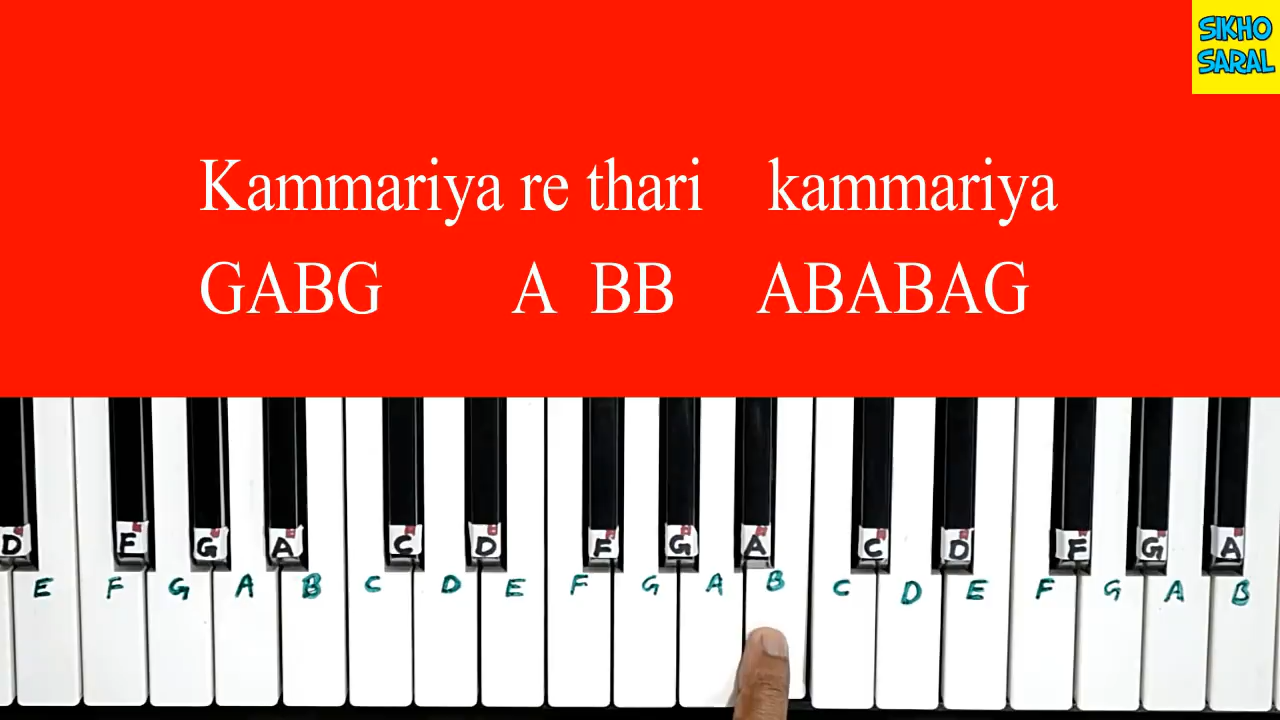 SIKHO
SARAL
Kammariya re thari kammariya
GABG A BB ABABAG
D F G A C D F G A C D F G A
E F G A B C D E F G A B C D E F G A B